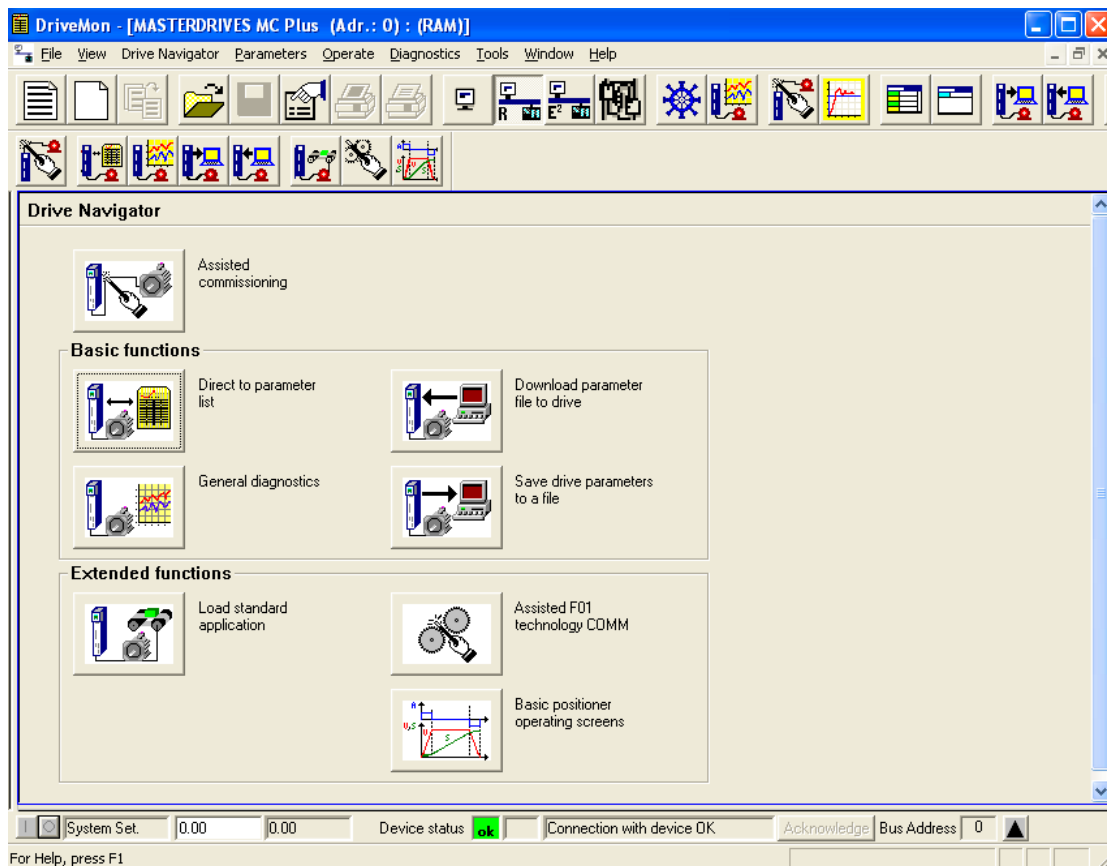 DriveMon - [MASTERDRIVES MC Plus (Adr.: 0) : (RAM)]
File View Drive Navigator Parameters Operate Diagnostics Tools Window Help
R E²
Drive Navigator
Assisted
commissioning
Basic functions
Direct to parameter
list
Download parameter
file to drive
General diagnostics
Save drive parameters
to a file
Extended functions
Load standard
application
Assisted F01
technology COMM
Basic positioner
operating screens
System Set. 0.00 0.00 Device status ok Connection with device OK Acknowledge Bus Address 0
For Help, press F1